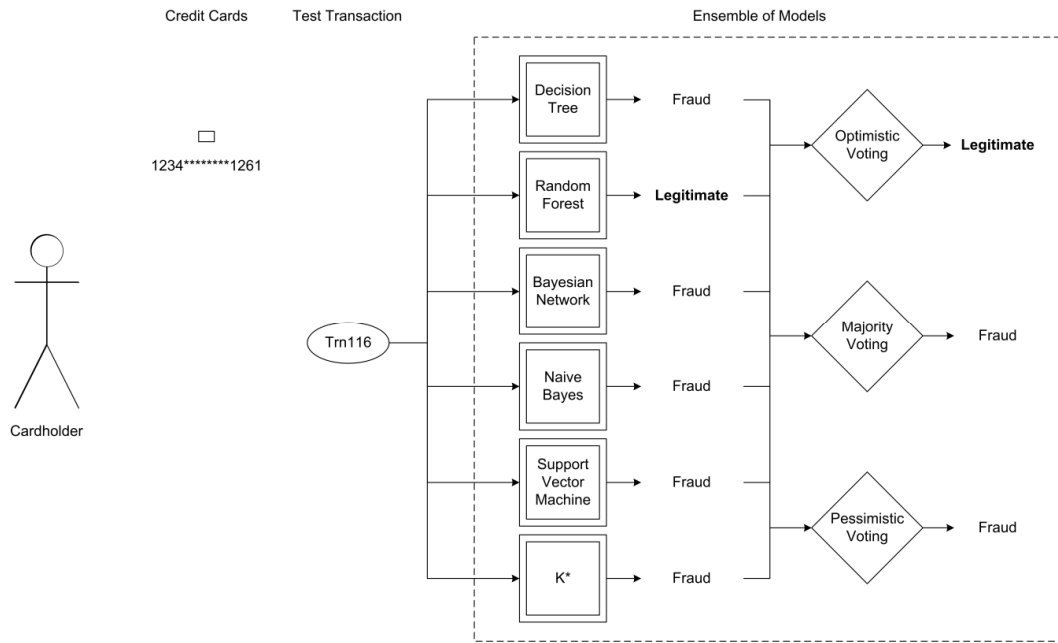 Credit Cards
Test Transaction
Ensemble of Models
1234********1261
Cardholder
Trn116
Decision
Tree
Fraud
Random
Forest
Legitimate
Bayesian
Network
Fraud
Naive
Bayes
Fraud
Support
Vector
Machine
Fraud
K*
Fraud
Optimistic
Voting
Legitimate
Majority
Voting
Fraud
Pessimistic
Voting
Fraud